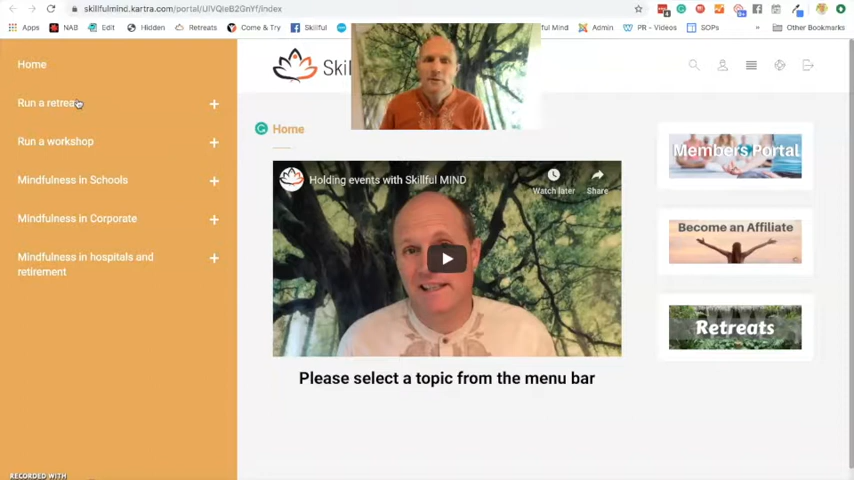 skillfulmind.kartra.com/portal/UIVQIeB2GnYf/index
Apps NAB Edit Hidden Retreats Come & Try Skillful
ful Mind Admin PR - Videos SOPs Other Bookmarks
Home
Run a retrea
Run a workshop
Mindfulness in Schools
Mindfulness in Corporate
Mindfulness in hospitals and
retirement
Skil
Home
Holding events with Skillful MIND
Watch later Share
Please select a topic from the menu bar
Members Portal
Become an Affiliate
Retreats
RECORDED WITH